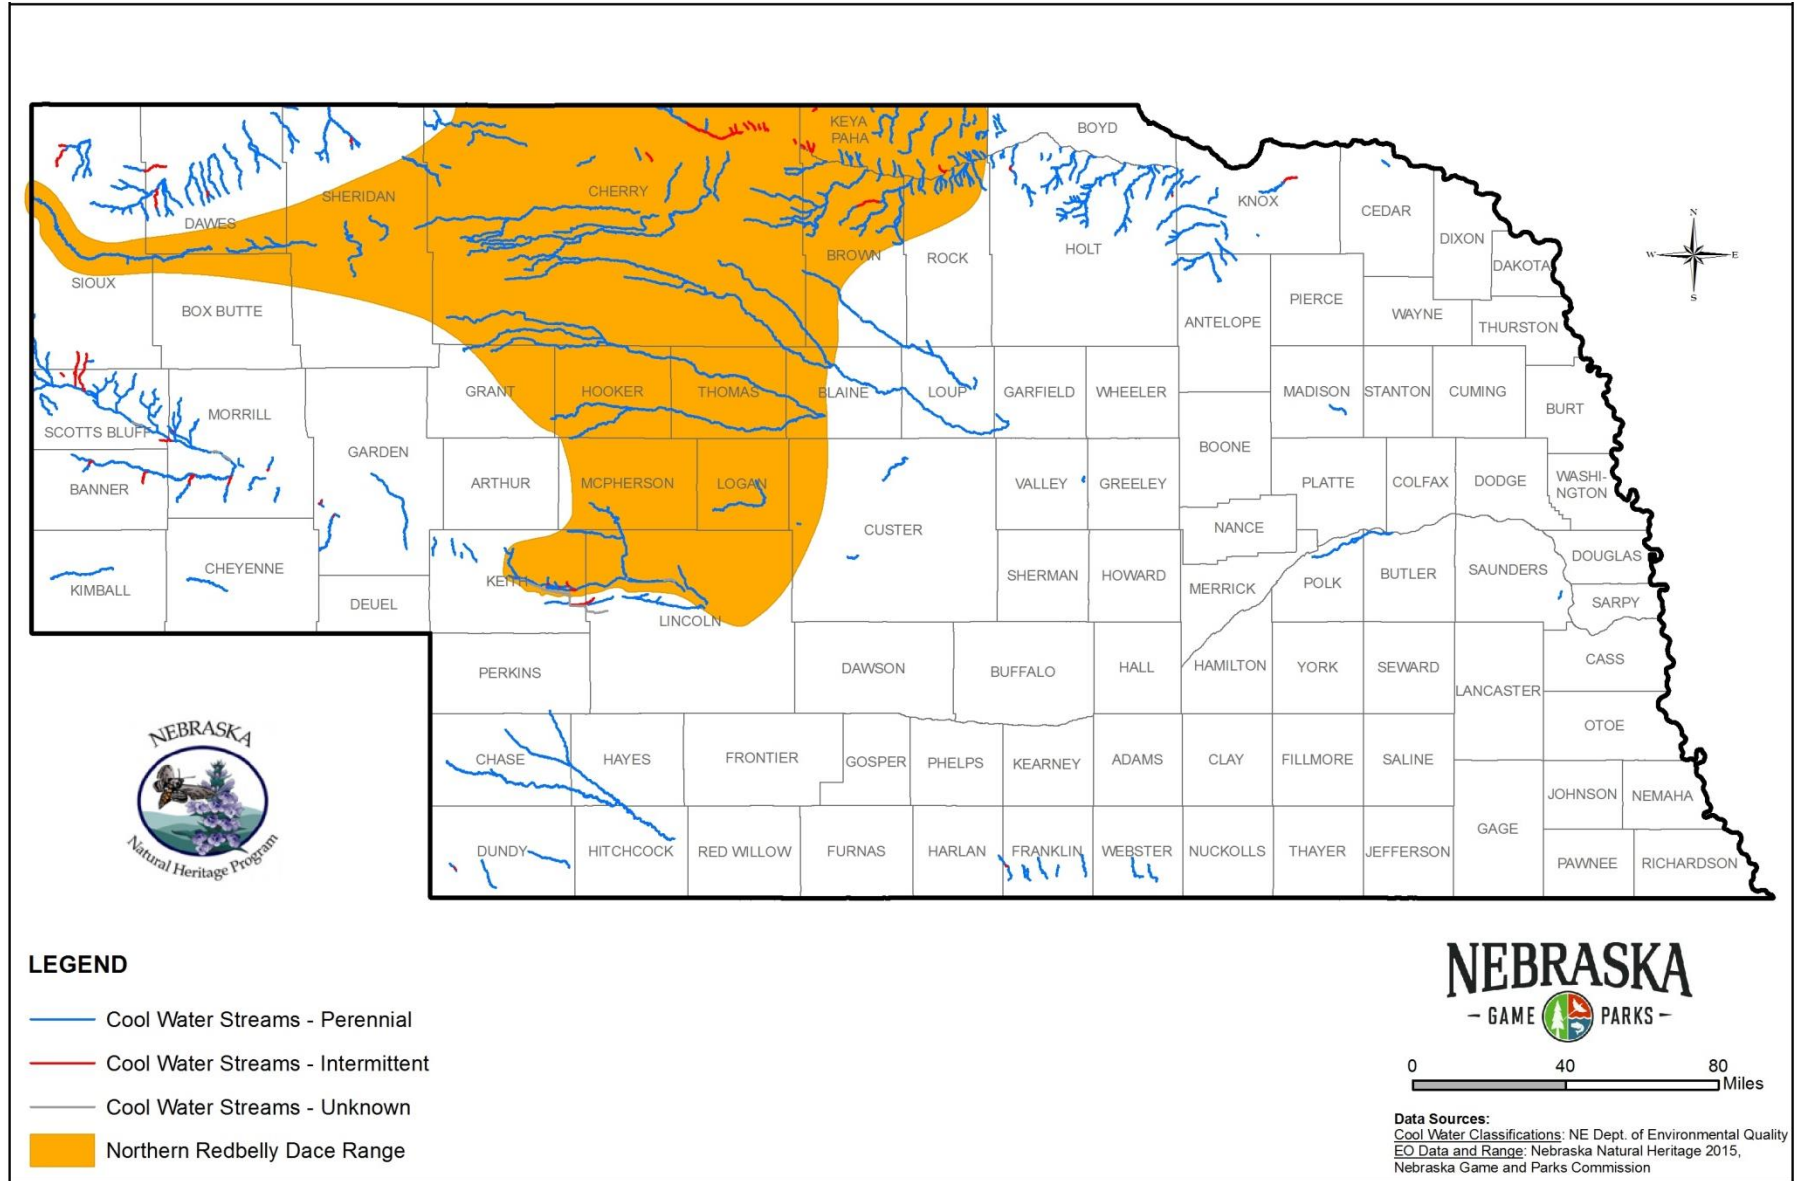 BOYD
KEYA
PAHA
CHERRY
SHERIDAN
DAWES
KNOX
CEDAR
DIXON
DAKOTA
SIOUX
BROWN
ROCK
HOLT
BOX BUTTE
PIERCE
WAYNE
ANTELOPE
THURSTON
GRANT
HOOKER
THOMAS
BLAINE
LOUP
GARFIELD
WHEELER
MADISON
STANTON
CUMING
BURT
MORRILL
SCOTTS BLUFF
GARDEN
BOONE
BANNER
ARTHUR
MCPHERSON
LOGAN
VALLEY
GREELEY
PLATTE
COLFAX
DODGE
WASHI-
NGTON
CUSTER
NANCE
DOUGLAS
CHEYENNE
KIMBALL
KEITH
SHERMAN
HOWARD
MERRICK
POLK
BUTLER
SAUNDERS
SARPY
DEUEL
LINCOLN
PERKINS
DAWSON
BUFFALO
HALL
HAMILTON
YORK
SEWARD
LANCASTER
CASS
OTOE
CHASE
HAYES
FRONTIER
GOSPER
PHELPS
KEARNEY
ADAMS
CLAY
FILLMORE
SALINE
JOHNSON
NEMAHA
GAGE
DUNDY
HITCHCOCK
RED WILLOW
FURNAS
HARLAN
FRANKLIN
WEBSTER
NUCKOLLS
THAYER
JEFFERSON
PAWNEE
RICHARDSON
N
W
E
S
NEBRASKA
Natural Heritage Program
LEGEND
Cool Water Streams - Perennial
Cool Water Streams - Intermittent
Cool Water Streams - Unknown
Northern Redbelly Dace Range
NEBRASKA
- GAME PARKS -
0 40 80
Miles
Data Sources:
Cool Water Classifications: NE Dept. of Environmental Quality
EO Data and Range: Nebraska Natural Heritage 2015,
Nebraska Game and Parks Commission